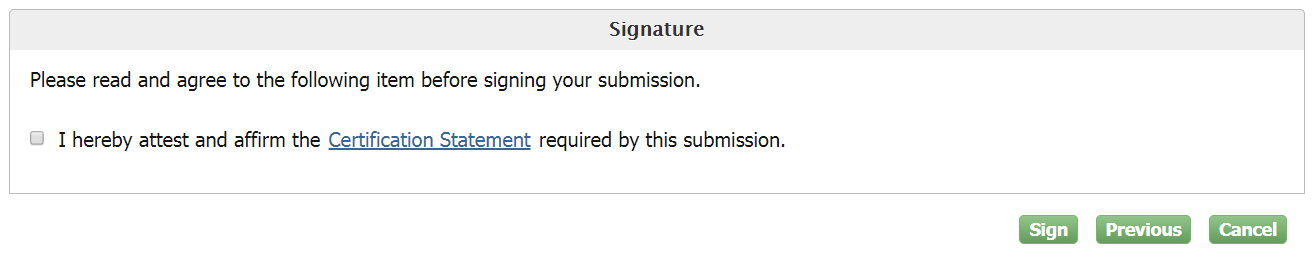 Signature
Please read and agree to the following item before signing your submission.
I hereby attest and affirm the Certification Statement required by this submission.
Sign Previous Cancel